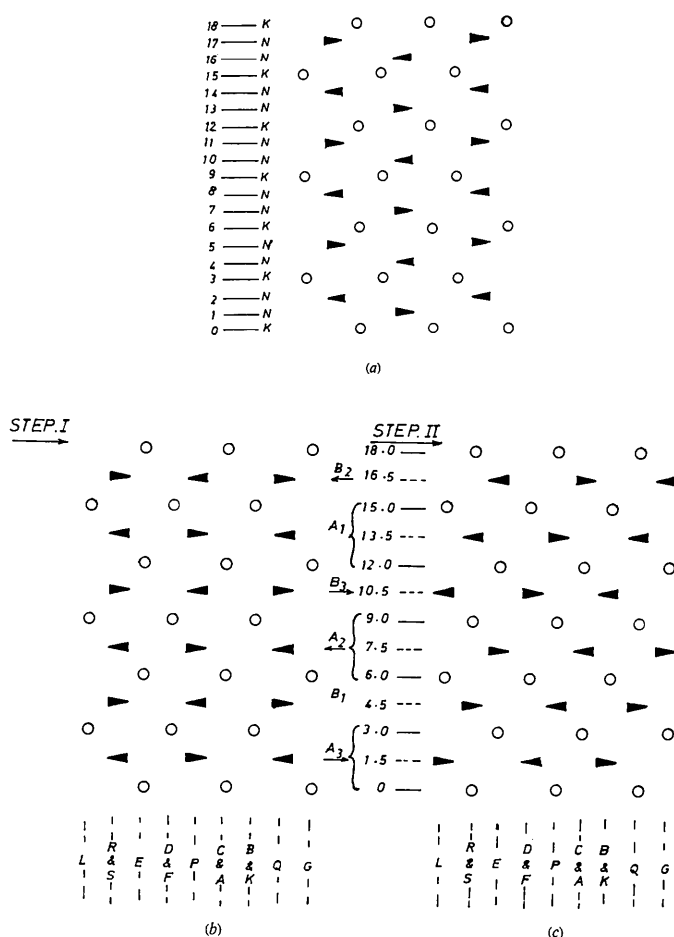 18 K
17 N
16 N
15 K
14 N
13 N
12 K
11 N
10 N
9 K
8 N
7 N
6 K
5 N
4 N
3 K
2 N
1 N
0 K
(a)
STEP.I
STEP.II
18.0
B2 16.5
15.0
A1 13.5
12.0
B3 10.5
9.0
A2 7.5
6.0
B1 4.5
3.0
A3 1.5
0
L R&S E D&F P C&A B&K Q G
L R&S E D&F P C&A B&K Q G
(b) (c)